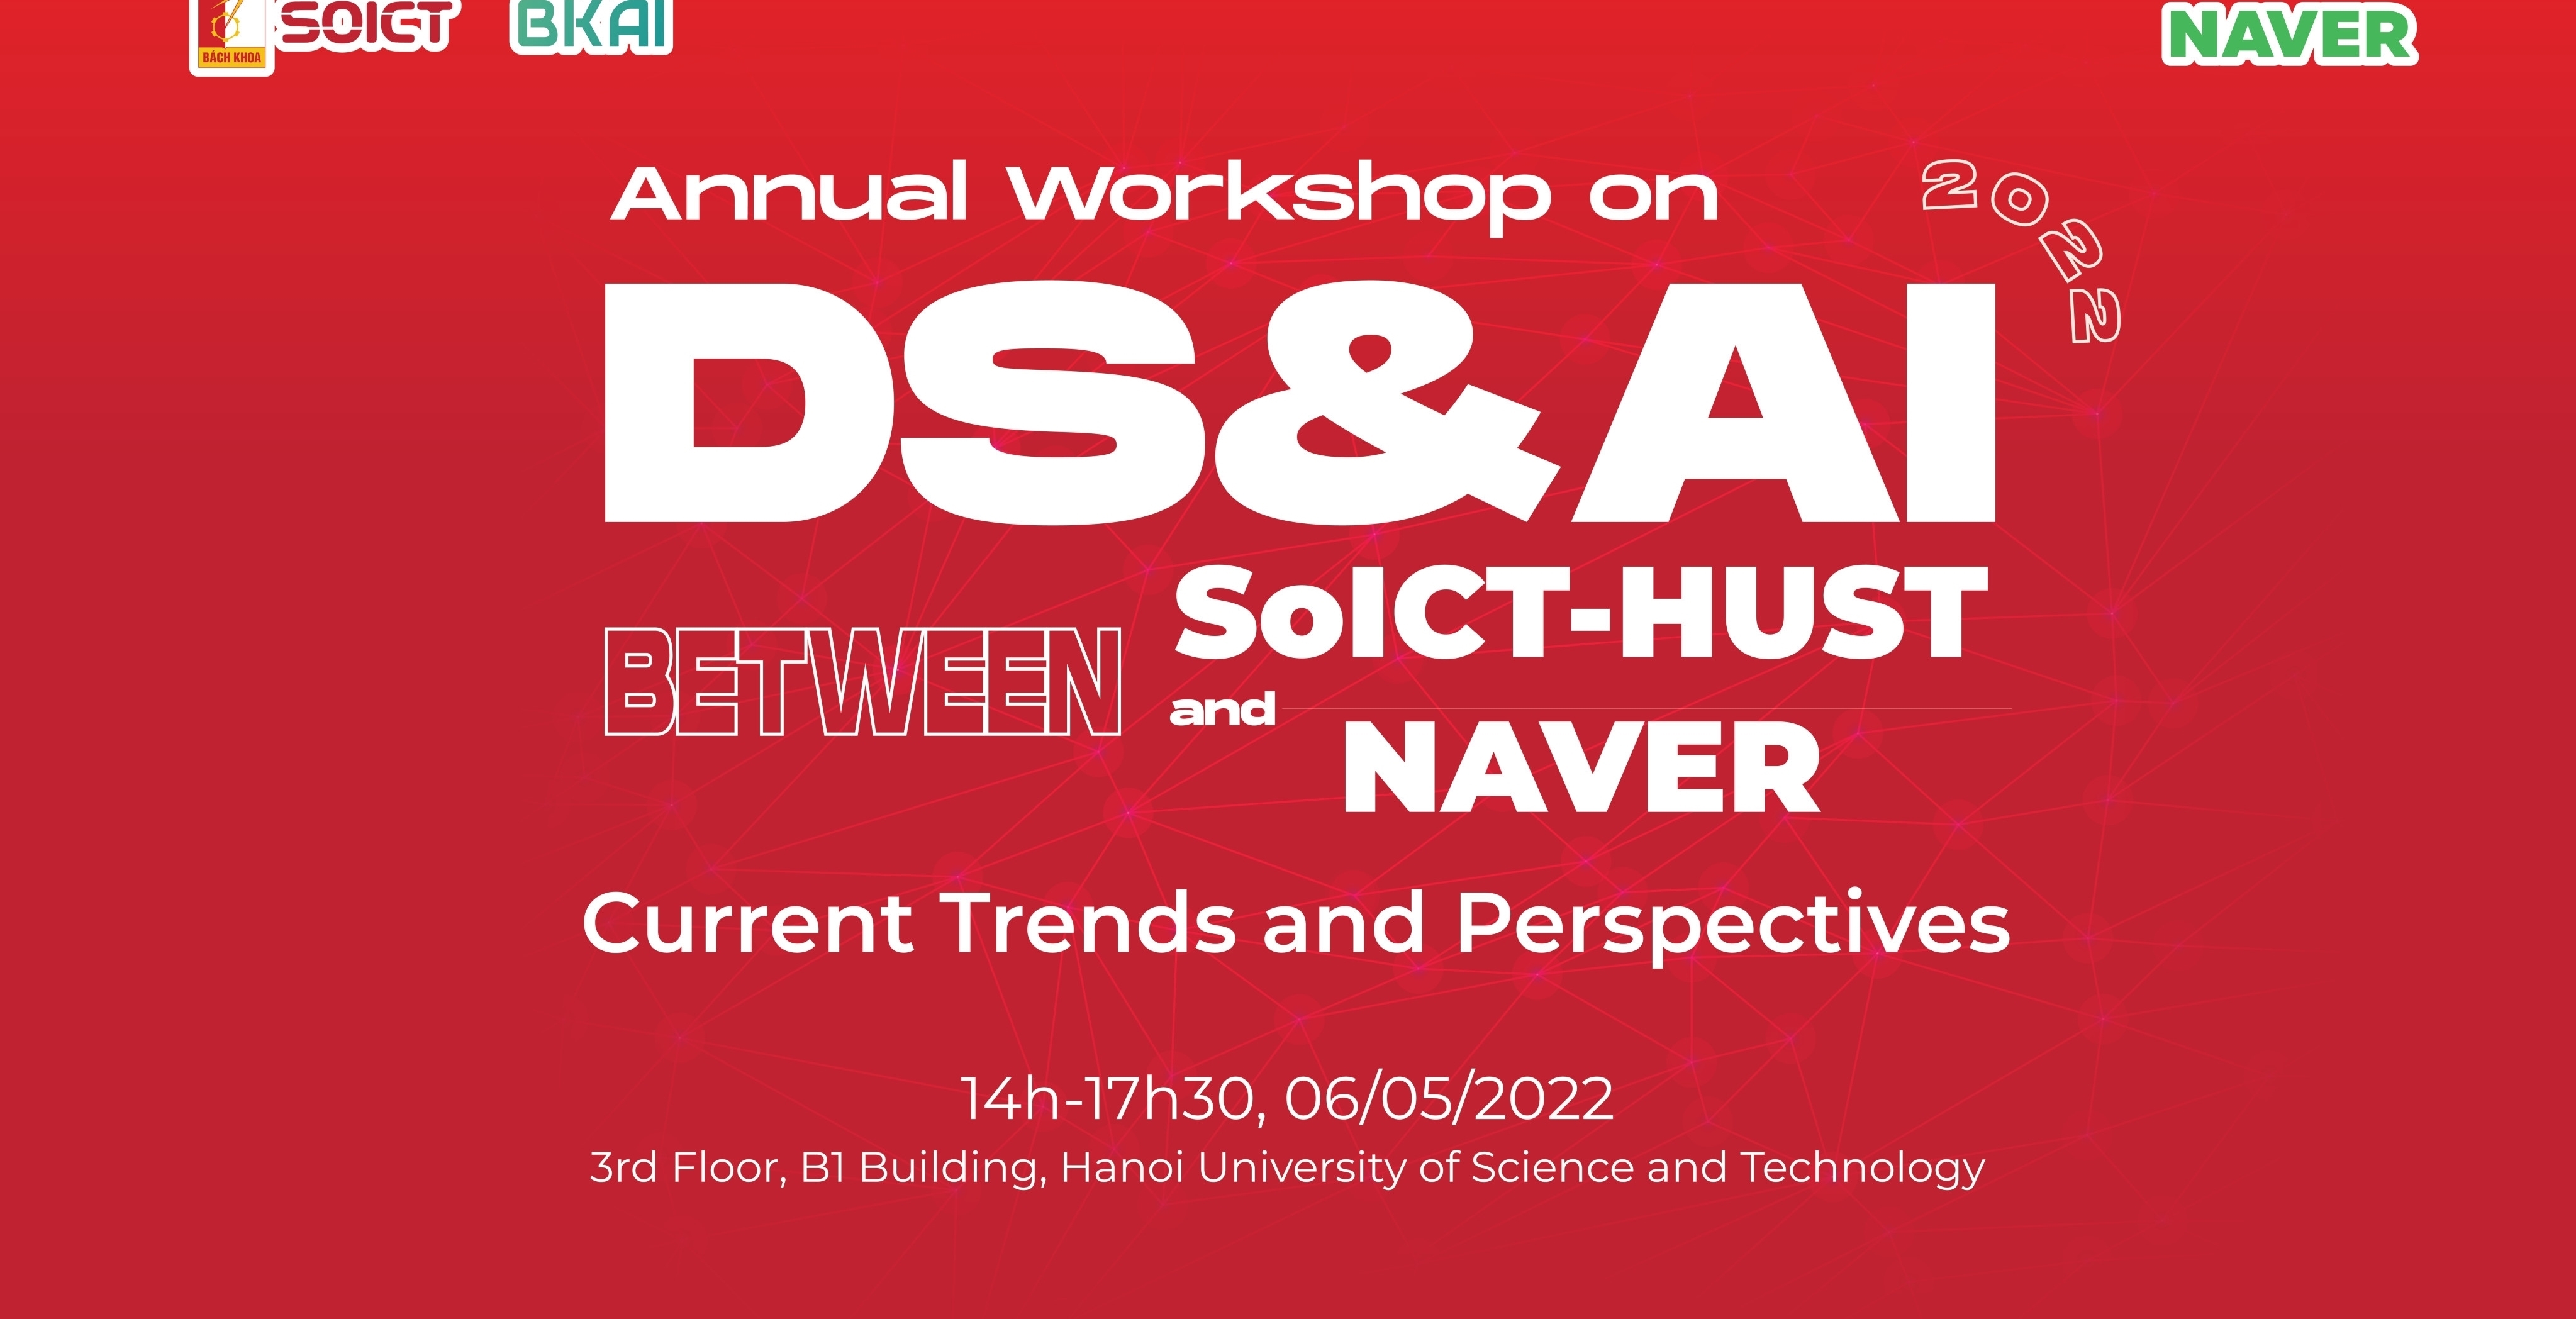 BÁCH KHOA
SOICT
BKAI
NAVER
Annual Workshop on
2022
DS&AI
BETWEEN
SoICT-HUST
and
NAVER
Current Trends and Perspectives
14h-17h30, 06/05/2022
3rd Floor, B1 Building, Hanoi University of Science and Technology